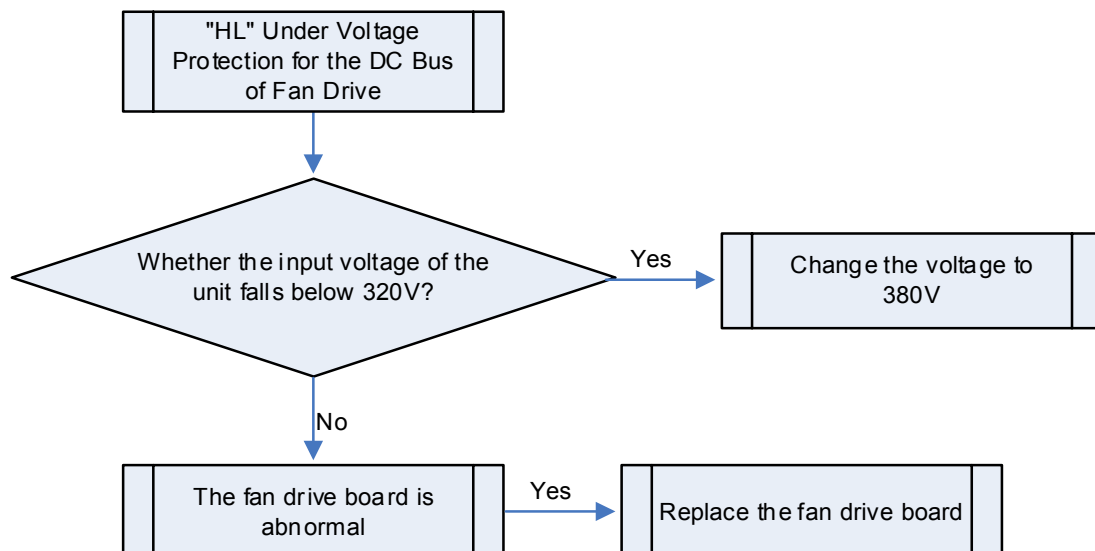 "HL" Under Voltage
Protection for the DC Bus
of Fan Drive
Whether the input voltage of the
unit falls below 320V?
Yes
Change the voltage to
380V
No
The fan drive board is
abnormal
Yes
Replace the fan drive board